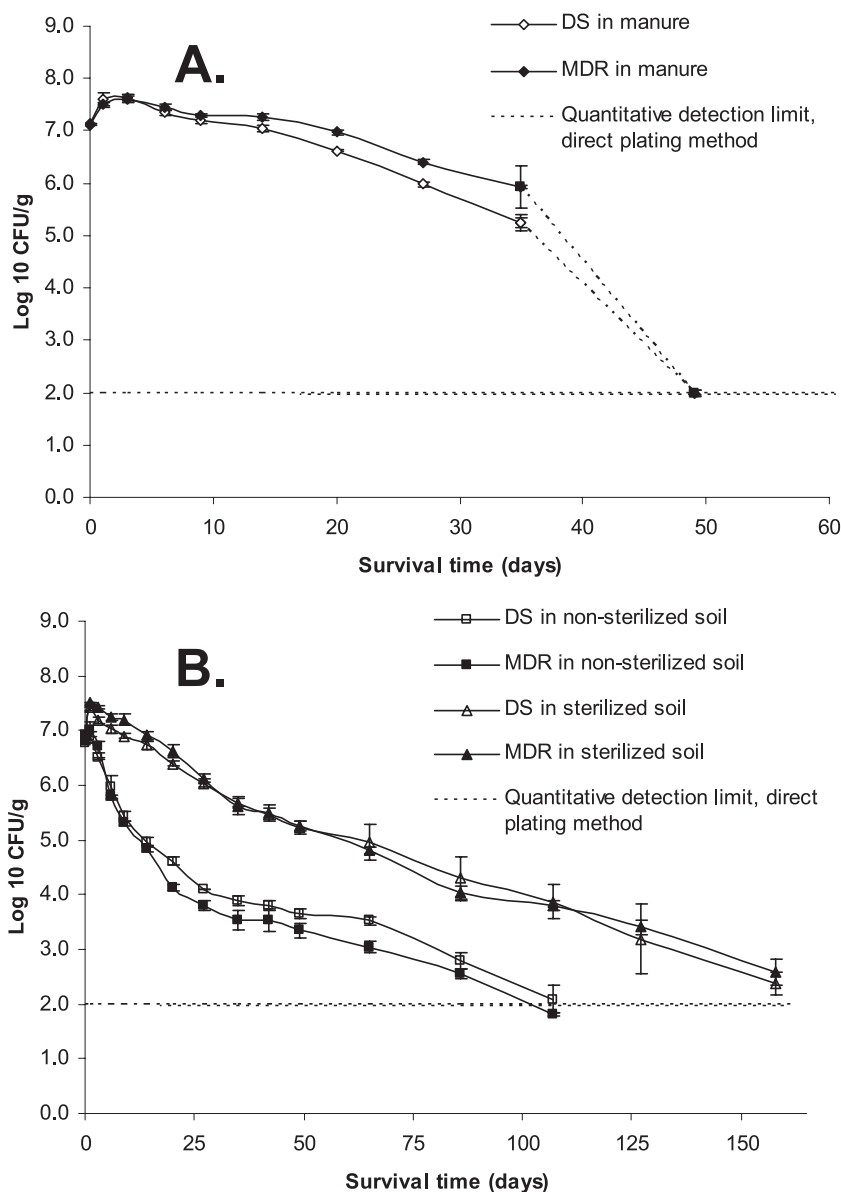 A.
DS in manure
MDR in manure
Quantitative detection limit,
direct plating method
Log 10 CFU/g
9.0
8.0
7.0
6.0
5.0
4.0
3.0
2.0
1.0
0.0
0 10 20 30 40 50 60
Survival time (days)
B.
DS in non-sterilized soil
MDR in non-sterilized soil
DS in sterilized soil
MDR in sterilized soil
Quantitative detection limit, direct
plating method
Log 10 CFU/g
9.0
8.0
7.0
6.0
5.0
4.0
3.0
2.0
1.0
0.0
0 25 50 75 100 125 150
Survival time (days)